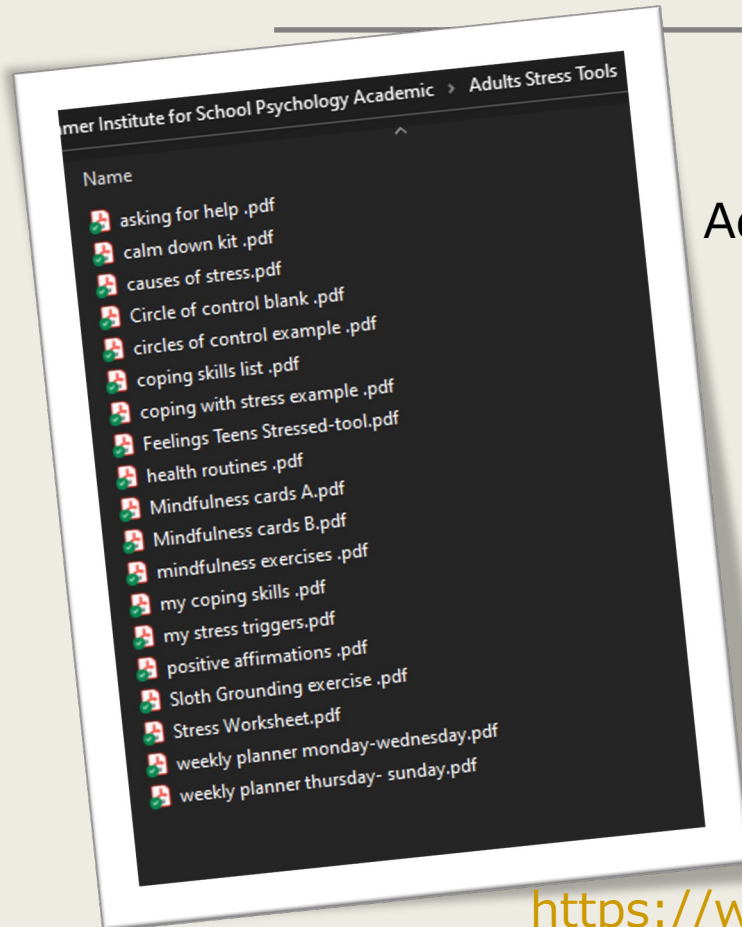 Institute for School Psychology Academic > Adults Stress Tools
Name
asking for help .pdf
calm down kit .pdf
causes of stress.pdf
Circle of control blank .pdf
circles of control example .pdf
coping skills list .pdf
coping with stress example .pdf
Feelings Teens Stressed-tool.pdf
health routines .pdf
Mindfulness cards A.pdf
Mindfulness cards B.pdf
mindfulness exercises .pdf
my coping skills .pdf
my stress triggers.pdf
positive affirmations .pdf
Sloth Grounding exercise .pdf
Stress Worksheet.pdf
weekly planner monday-wednesday.pdf
weekly planner thursday- sunday.pdf